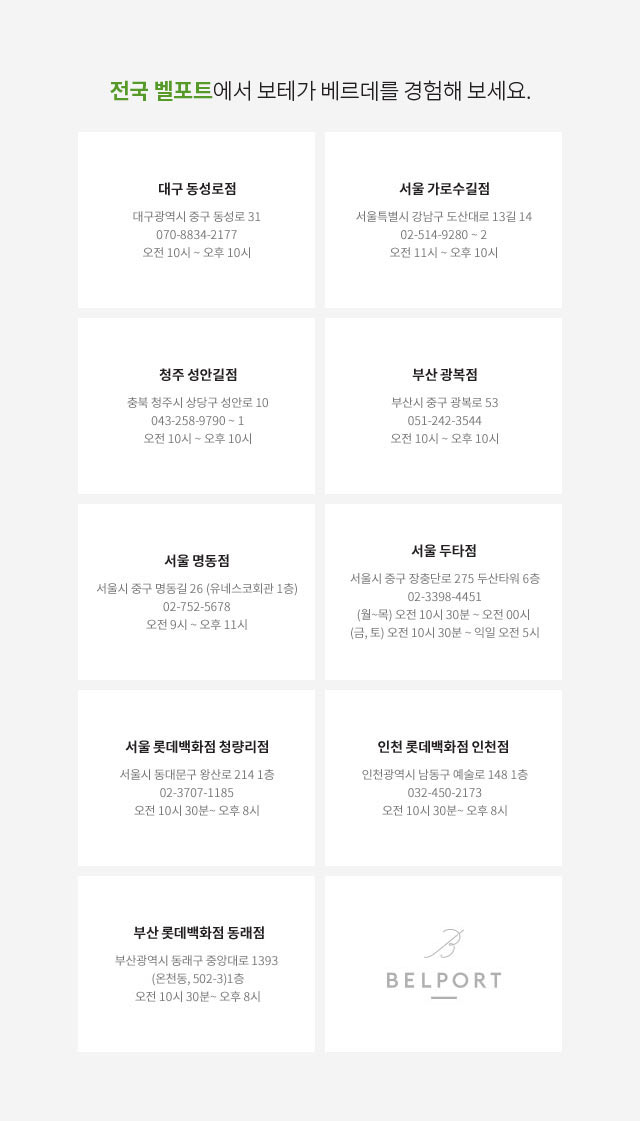 전국 벨포트에서 보테가 베르데를 경험해 보세요.
대구 동성로점
대구광역시 중구 동성로 31
070-8834-2177
오전 10시 ~ 오후 10시
서울 가로수길점
서울특별시 강남구 도산대로 13길 14
02-514-9280 ~ 2
오전 11시 ~ 오후 10시
청주 성안길점
충북 청주시 상당구 성안로 10
043-258-9790 ~ 1
오전 10시 ~ 오후 10시
부산 광복점
부산시 중구 광복로 53
051-242-3544
오전 10시 ~ 오후 10시
서울 명동점
서울시 중구 명동길 26 (유네스코회관 1층)
02-752-5678
오전 9시 ~ 오후 11시
서울 두타점
서울시 중구 장충단로 275 두산타워 6층
02-3398-4451
(월~목) 오전 10시 30분 ~ 오전 00시
(금, 토) 오전 10시 30분 ~ 익일 오전 5시
서울 롯데백화점 청량리점
서울시 동대문구 왕산로 214 1층
02-3707-1185
오전 10시 30분~ 오후 8시
인천 롯데백화점 인천점
인천광역시 남동구 예술로 148 1층
032-450-2173
오전 10시 30분~ 오후 8시
부산 롯데백화점 동래점
부산광역시 동래구 중앙대로 1393
(온천동, 502-3)1층
오전 10시 30분~ 오후 8시
B
BELPORT